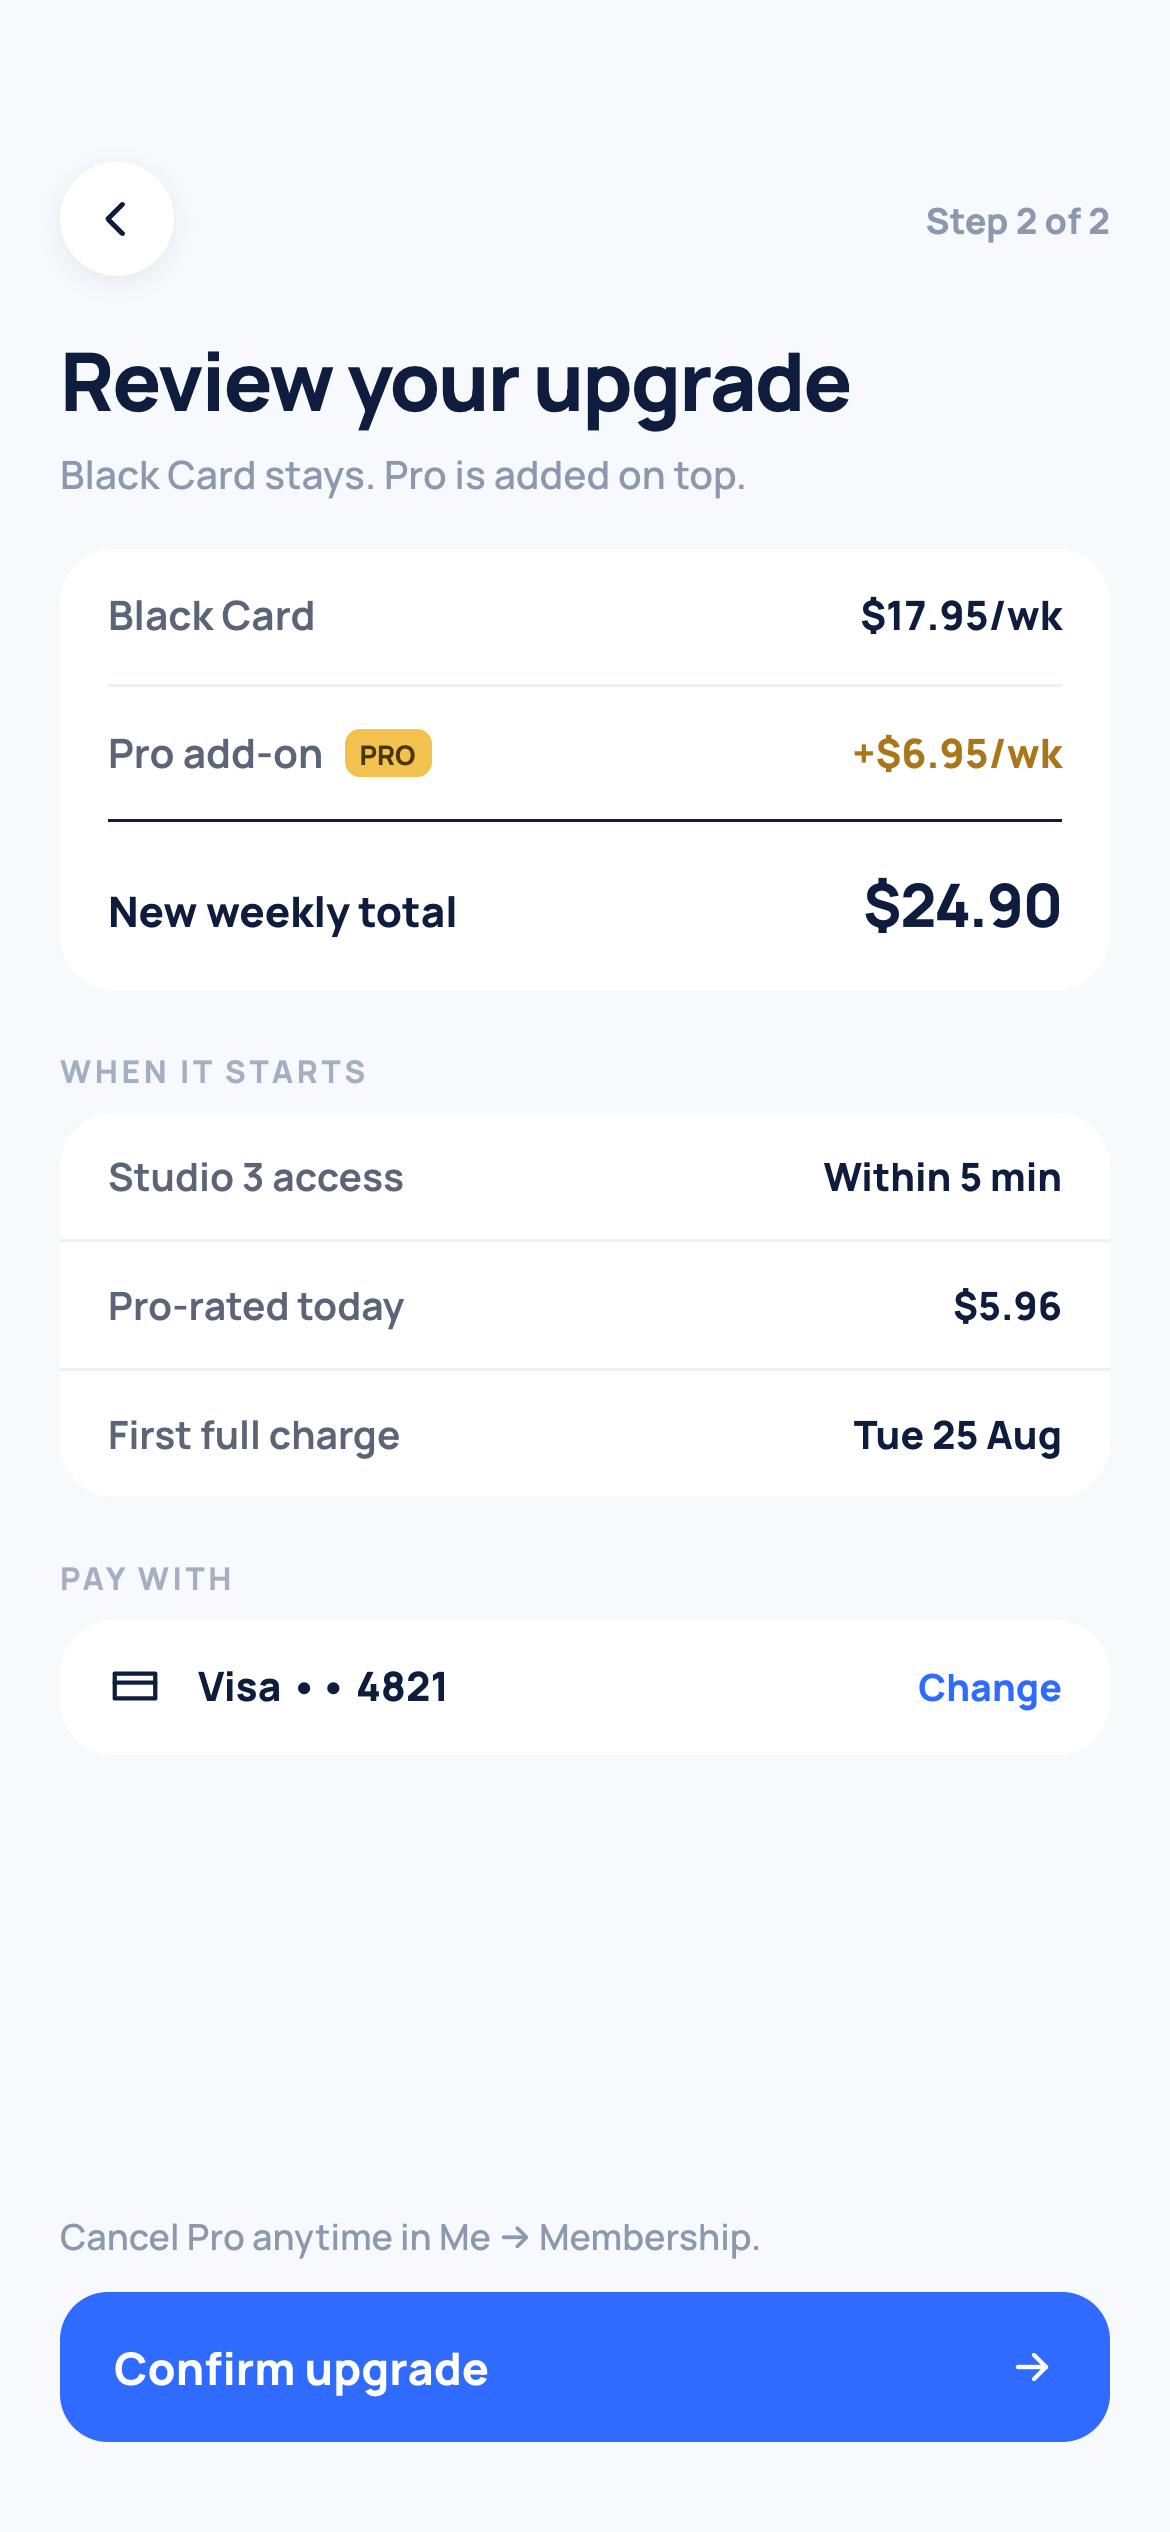 Step 2 of 2
Review your upgrade
Black Card stays. Pro is added on top.
Black Card $17.95/wk
Pro add-on PRO +$6.95/wk
New weekly total $24.90
WHEN IT STARTS
Studio 3 access Within 5 min
Pro-rated today $5.96
First full charge Tue 25 Aug
PAY WITH
Visa • • 4821 Change
Cancel Pro anytime in Me → Membership.
Confirm upgrade →